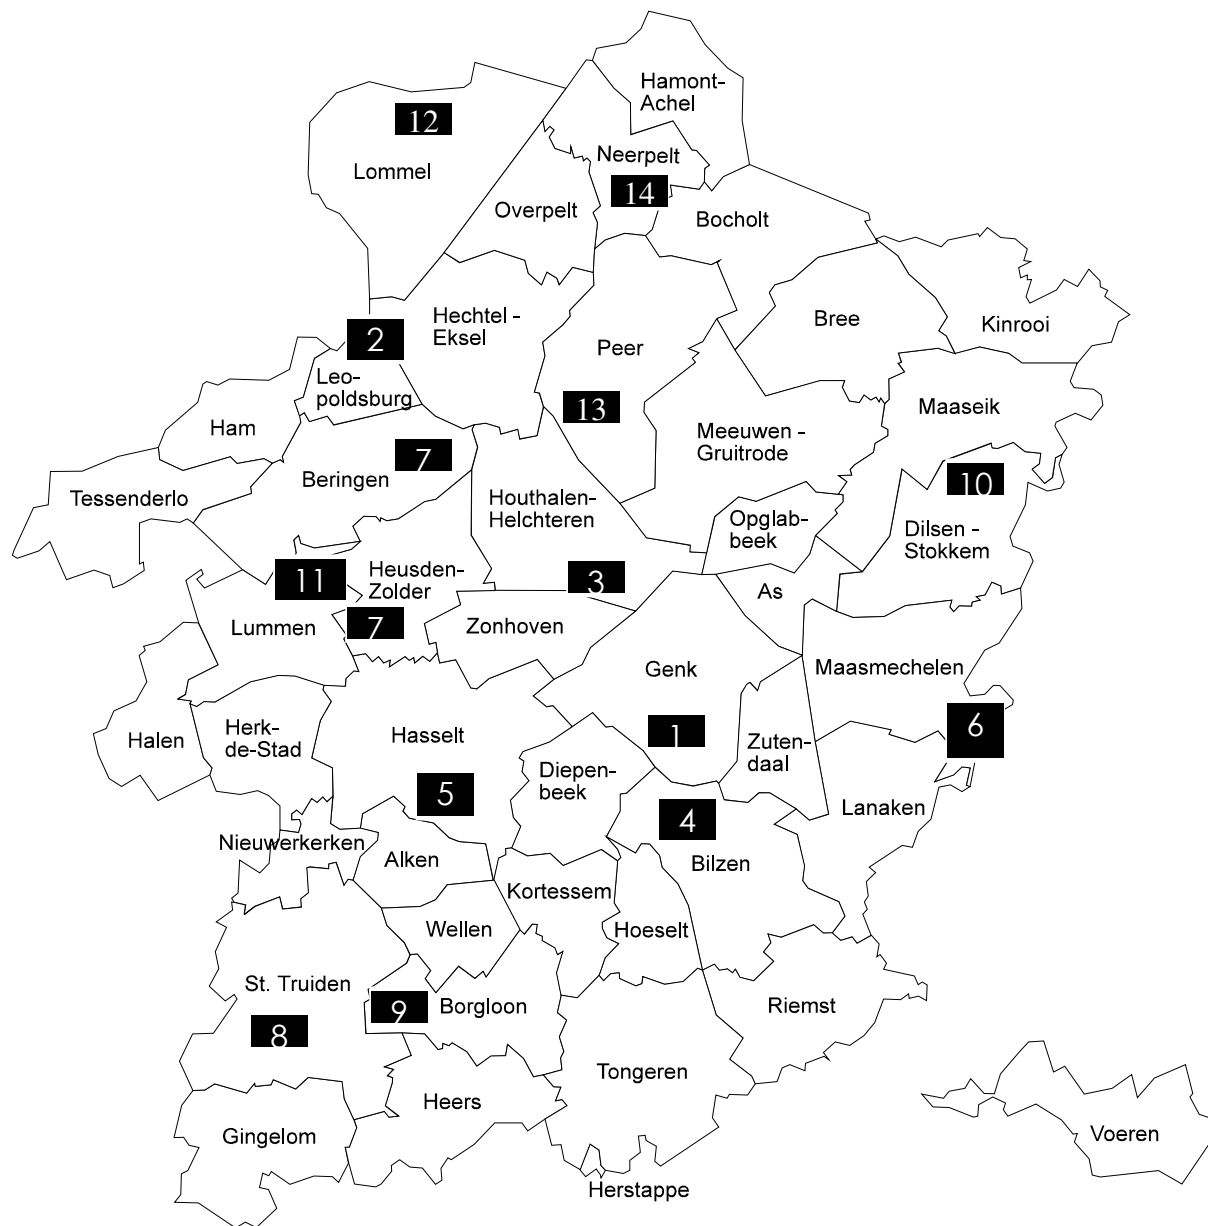 Hamont-
Achel
12
Lommel
Neerpelt
14
Overpelt
Bocholt
Hechtel -
Eksel
2
Bree
Kinrooi
Peer
Leo-
poldsburg
13
Maaseik
Ham
Meeuwen -
Gruitrode
7
Beringen
10
Tessenderlo
Houthalen-
Helchteren
Opglab-
beek
Dilsen -
Stokkem
11
Heusden-
Zolder
3
As
7
Lummen
Zonhoven
Genk
Maasmechelen
6
Halen
Herk-
de-Stad
Hasselt
1
Zuten-
daal
Diepen-
beek
5
4
Lanaken
Nieuwerkerken
Alken
Bilzen
Kortessem
Wellen
Hoeselt
St. Truiden
9
Borgloon
Riemst
8
Tongeren
Heers
Gingelom
Voeren
Herstappe